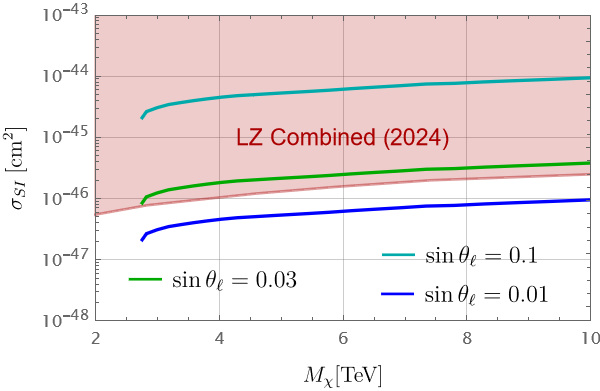 10⁻⁴³
10⁻⁴⁴
10⁻⁴⁵
10⁻⁴⁶
10⁻⁴⁷
10⁻⁴⁸
σ_SI [cm²]
LZ Combined (2024)
sin θ_ℓ = 0.1
sin θ_ℓ = 0.03
sin θ_ℓ = 0.01
2 4 6 8 10
M_χ[TeV]